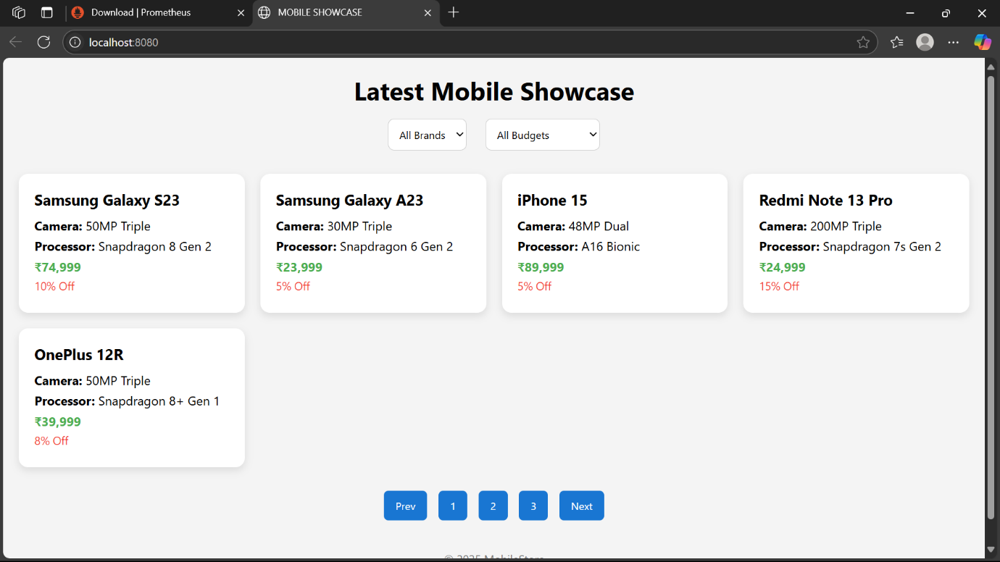 Download | Prometheus
MOBILE SHOWCASE
localhost:8080
Latest Mobile Showcase
All Brands
All Budgets
Samsung Galaxy S23
Camera: 50MP Triple
Processor: Snapdragon 8 Gen 2
₹74,999
10% Off
Samsung Galaxy A23
Camera: 30MP Triple
Processor: Snapdragon 6 Gen 2
₹23,999
5% Off
iPhone 15
Camera: 48MP Dual
Processor: A16 Bionic
₹89,999
5% Off
Redmi Note 13 Pro
Camera: 200MP Triple
Processor: Snapdragon 7s Gen 2
₹24,999
15% Off
OnePlus 12R
Camera: 50MP Triple
Processor: Snapdragon 8+ Gen 1
₹39,999
8% Off
Prev
1
2
3
Next
© 2025 MobileStore